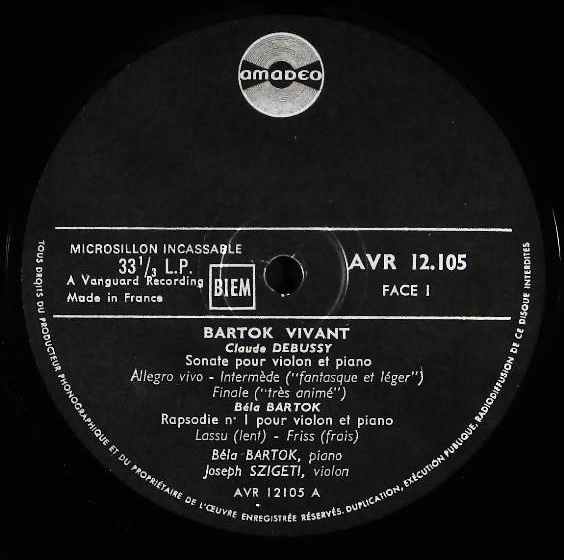 AMADEO
MICROSILLON INCASSABLE
33 1/3 L.P.
A Vanguard Recording
Made in France
BIEM
AVR 12.105
FACE 1
BARTOK VIVANT
Claude DEBUSSY
Sonate pour violon et piano
Allegro vivo - Intermède ("fantasque et léger")
Finale ("très animé")
Béla BARTOK
Rapsodie n° 1 pour violon et piano
Lassu (lent) - Friss (frais)
Béla BARTOK, piano
Joseph SZIGETI, violon
AVR 12105 A
TOUS DROITS DU PRODUCTEUR PHONOGRAPHIQUE ET DU PROPRIÉTAIRE DE L'ŒUVRE ENREGISTRÉE RÉSERVÉS. DUPLICATION, EXÉCUTION PUBLIQUE, RADIODIFFUSION DE CE DISQUE INTERDITES